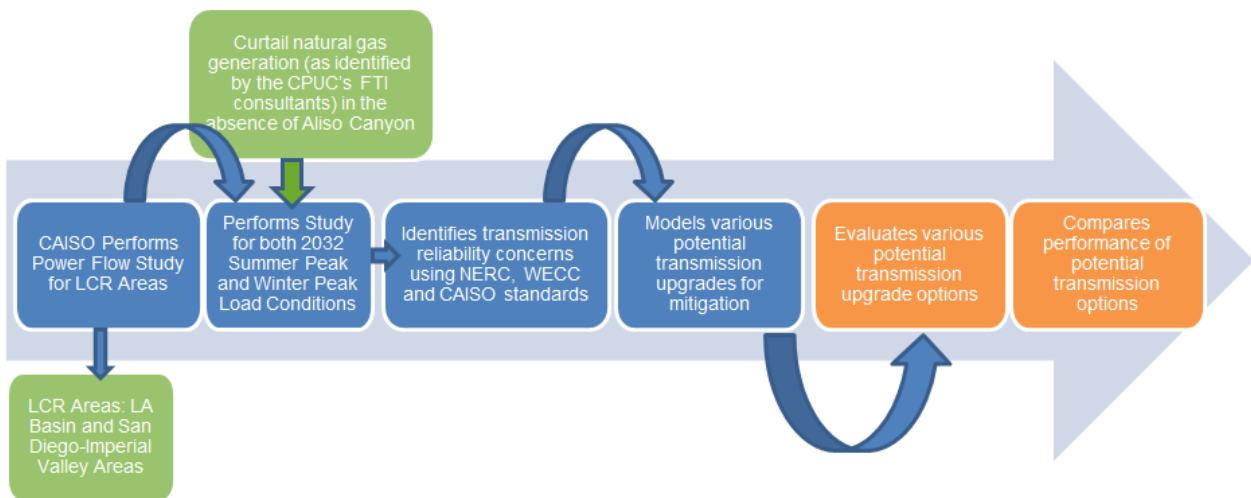 Curtail natural gas
generation (as identified
by the CPUC's FTI
consultants) in the
absence of Aliso Canyon
CAISO Performs
Power Flow Study
for LCR Areas
Performs Study
for both 2032
Summer Peak
and Winter Peak
Load Conditions
Identifies transmission
reliability concerns
using NERC, WECC
and CAISO standards
Models various
potential
transmission
upgrades for
mitigation
Evaluates various
potential
transmission
upgrade options
Compares
performance of
potential
transmission
options
LCR Areas: LA
Basin and San
Diego-Imperial
Valley Areas